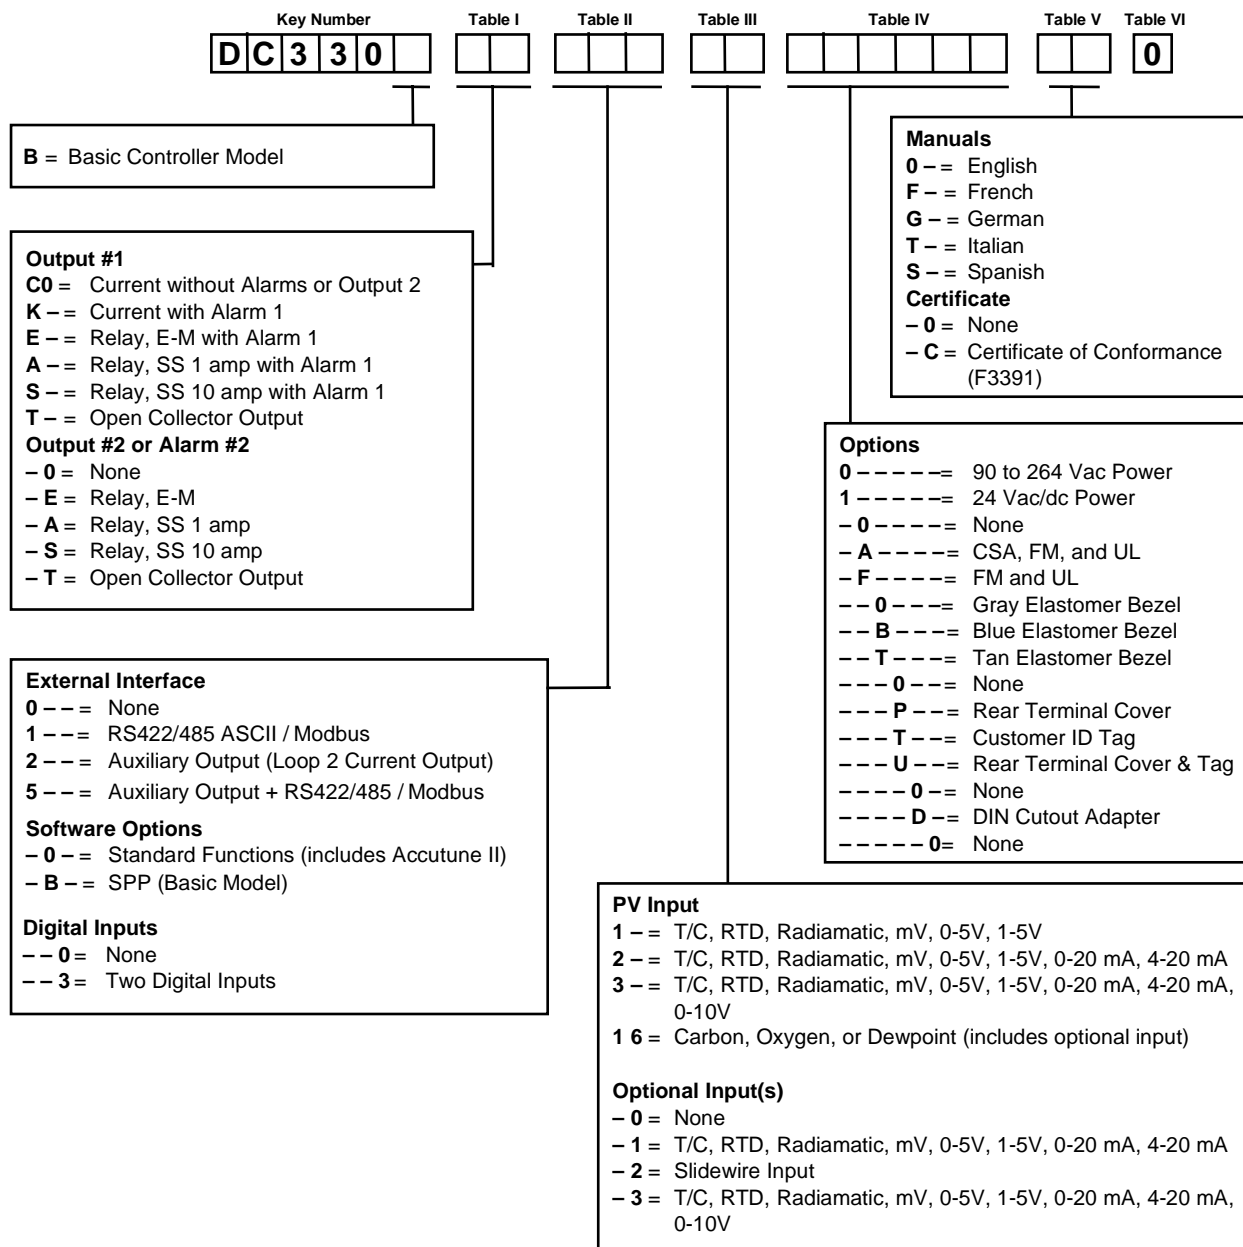 Key Number Table I Table II Table III Table IV Table V Table VI
D C 3 3 0 0
B = Basic Controller Model
Output #1
C0 = Current without Alarms or Output 2
K – = Current with Alarm 1
E – = Relay, E-M with Alarm 1
A – = Relay, SS 1 amp with Alarm 1
S – = Relay, SS 10 amp with Alarm 1
T – = Open Collector Output
Output #2 or Alarm #2
– 0 = None
– E = Relay, E-M
– A = Relay, SS 1 amp
– S = Relay, SS 10 amp
– T = Open Collector Output
External Interface
0 – – = None
1 – – = RS422/485 ASCII / Modbus
2 – – = Auxiliary Output (Loop 2 Current Output)
5 – – = Auxiliary Output + RS422/485 / Modbus
Software Options
– 0 – = Standard Functions (includes Accutune II)
– B – = SPP (Basic Model)
Digital Inputs
– – 0 = None
– – 3 = Two Digital Inputs
Manuals
0 – = English
F – = French
G – = German
T – = Italian
S – = Spanish
Certificate
– 0 = None
– C = Certificate of Conformance
(F3391)
Options
0 – – – – – = 90 to 264 Vac Power
1 – – – – – = 24 Vac/dc Power
– 0 – – – – = None
– A – – – – = CSA, FM, and UL
– F – – – – = FM and UL
– – 0 – – – = Gray Elastomer Bezel
– – B – – – = Blue Elastomer Bezel
– – T – – – = Tan Elastomer Bezel
– – – 0 – – = None
– – – P – – = Rear Terminal Cover
– – – T – – = Customer ID Tag
– – – U – – = Rear Terminal Cover & Tag
– – – – 0 – = None
– – – – D – = DIN Cutout Adapter
– – – – – 0 = None
PV Input
1 – = T/C, RTD, Radiamatic, mV, 0-5V, 1-5V
2 – = T/C, RTD, Radiamatic, mV, 0-5V, 1-5V, 0-20 mA, 4-20 mA
3 – = T/C, RTD, Radiamatic, mV, 0-5V, 1-5V, 0-20 mA, 4-20 mA,
0-10V
1 6 = Carbon, Oxygen, or Dewpoint (includes optional input)
Optional Input(s)
– 0 = None
– 1 = T/C, RTD, Radiamatic, mV, 0-5V, 1-5V, 0-20 mA, 4-20 mA
– 2 = Slidewire Input
– 3 = T/C, RTD, Radiamatic, mV, 0-5V, 1-5V, 0-20 mA, 4-20 mA,
0-10V